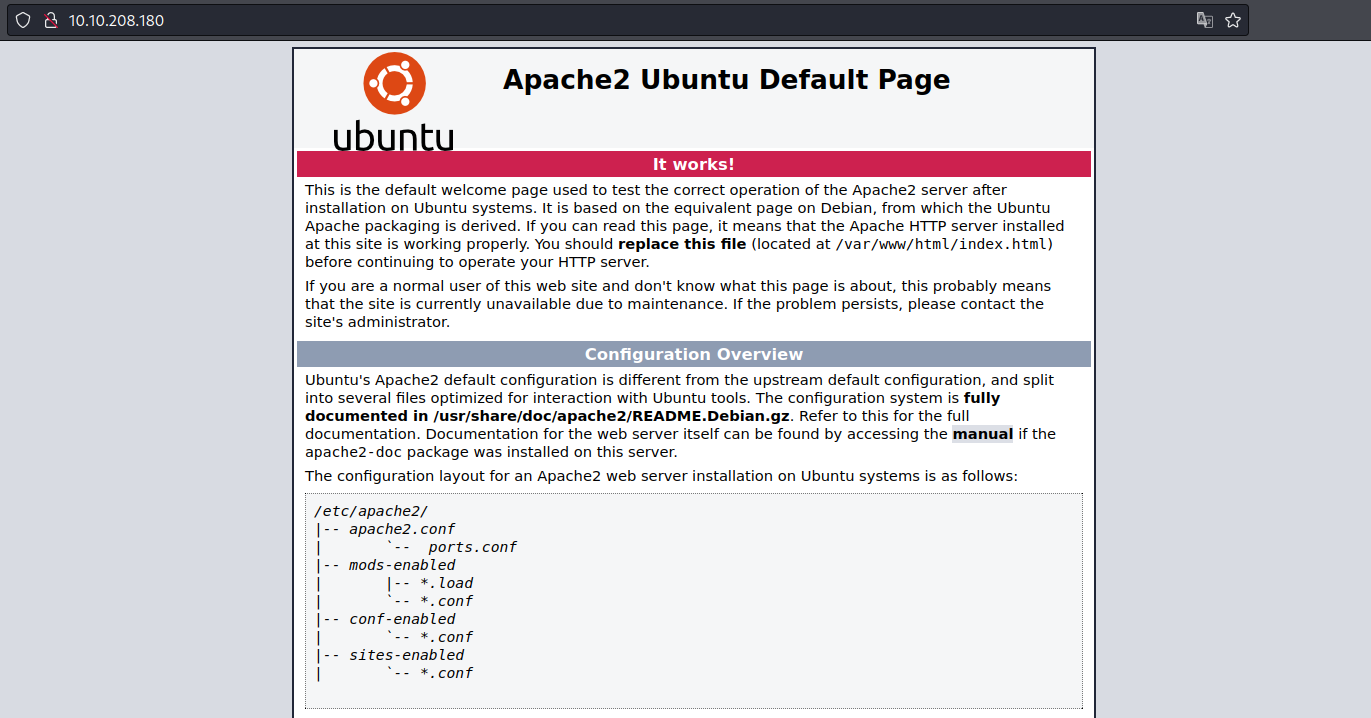 10.10.208.180
Apache2 Ubuntu Default Page
ubuntu
It works!
This is the default welcome page used to test the correct operation of the Apache2 server after
installation on Ubuntu systems. It is based on the equivalent page on Debian, from which the Ubuntu
Apache packaging is derived. If you can read this page, it means that the Apache HTTP server installed
at this site is working properly. You should replace this file (located at /var/www/html/index.html)
before continuing to operate your HTTP server.
If you are a normal user of this web site and don't know what this page is about, this probably means
that the site is currently unavailable due to maintenance. If the problem persists, please contact the
site's administrator.
Configuration Overview
Ubuntu's Apache2 default configuration is different from the upstream default configuration, and split
into several files optimized for interaction with Ubuntu tools. The configuration system is fully
documented in /usr/share/doc/apache2/README.Debian.gz. Refer to this for the full
documentation. Documentation for the web server itself can be found by accessing the manual if the
apache2-doc package was installed on this server.
The configuration layout for an Apache2 web server installation on Ubuntu systems is as follows:
/etc/apache2/
|-- apache2.conf
|       `--  ports.conf
|-- mods-enabled
|       |-- *.load
|       `-- *.conf
|-- conf-enabled
|       `-- *.conf
|-- sites-enabled
|       `-- *.conf